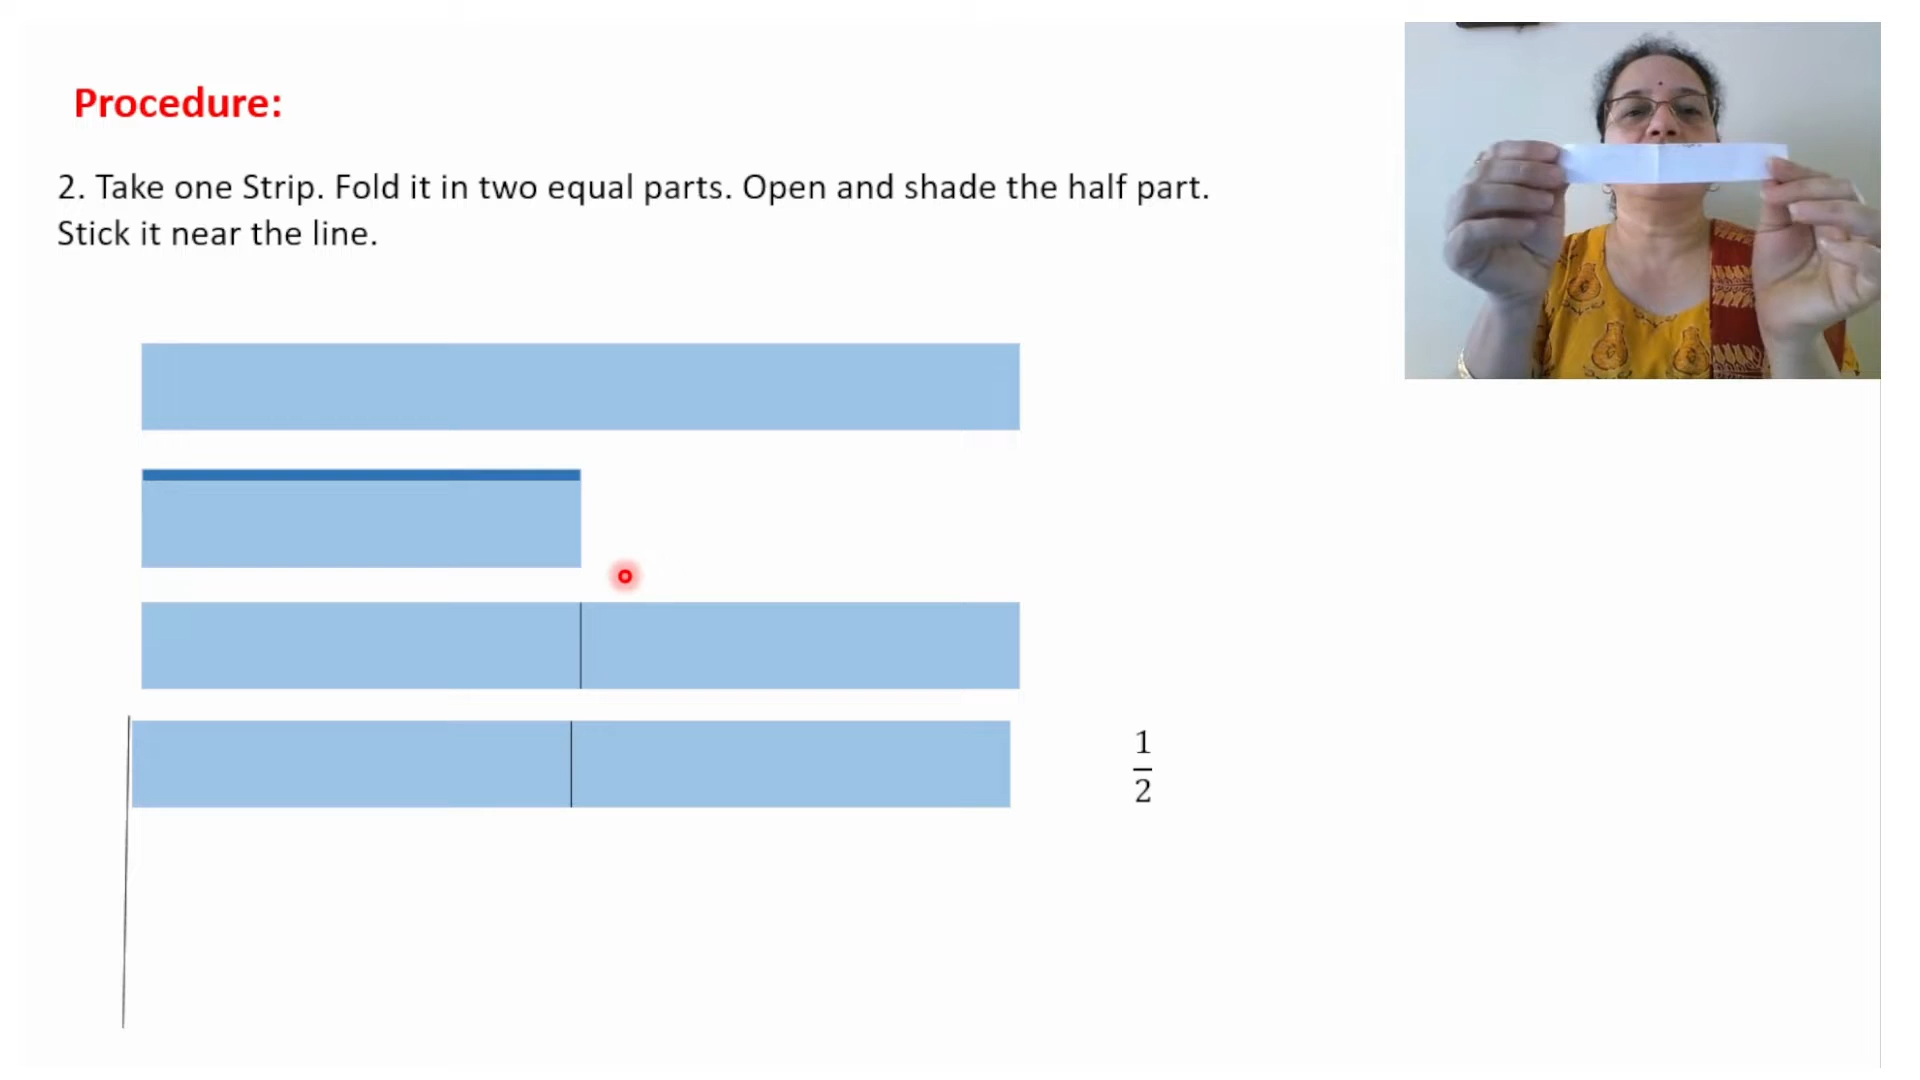 Procedure:
2. Take one Strip. Fold it in two equal parts. Open and shade the half part.
Stick it near the line.
1
2